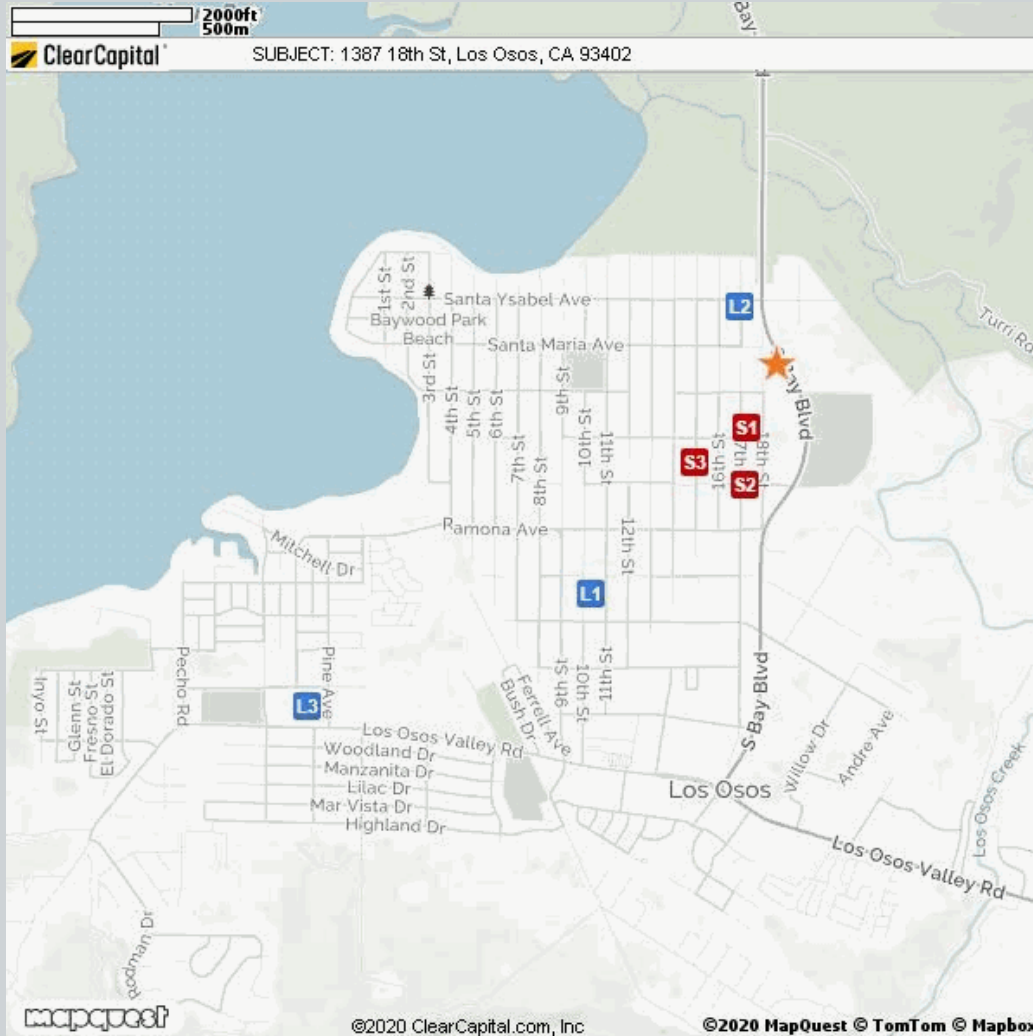 2000ft
500m
Bay
ClearCapital
SUBJECT: 1387 18th St, Los Osos, CA 93402
1st St
2nd St
Santa Ysabel Ave
L2
Baywood Park
Beach
Santa Maria Ave
Turri Rd
3rd St
4th St
5th St
6th St
7th St
8th St
9th St
10th St
11th St
S Bay Blvd
S1
S3
16th St
17th St
18th St
S2
Ramona Ave
12th St
Mitchell Dr
L1
Inyo St
Glenn St
Fresno St
El Dorado St
Pecho Rd
Pine Ave
L3
Bush Dr
Ferrell Ave
9th St
10th St
11th St
S Bay Blvd
Willow Dr
Andre Ave
Los Osos Valley Rd
Woodland Dr
Manzanita Dr
Lilac Dr
Mar Vista Dr
Highland Dr
Los Osos
Los Osos Creek
Los Osos Valley Rd
Rodman Dr
mapquest
©2020 ClearCapital.com, Inc
©2020 MapQuest © TomTom © Mapbox